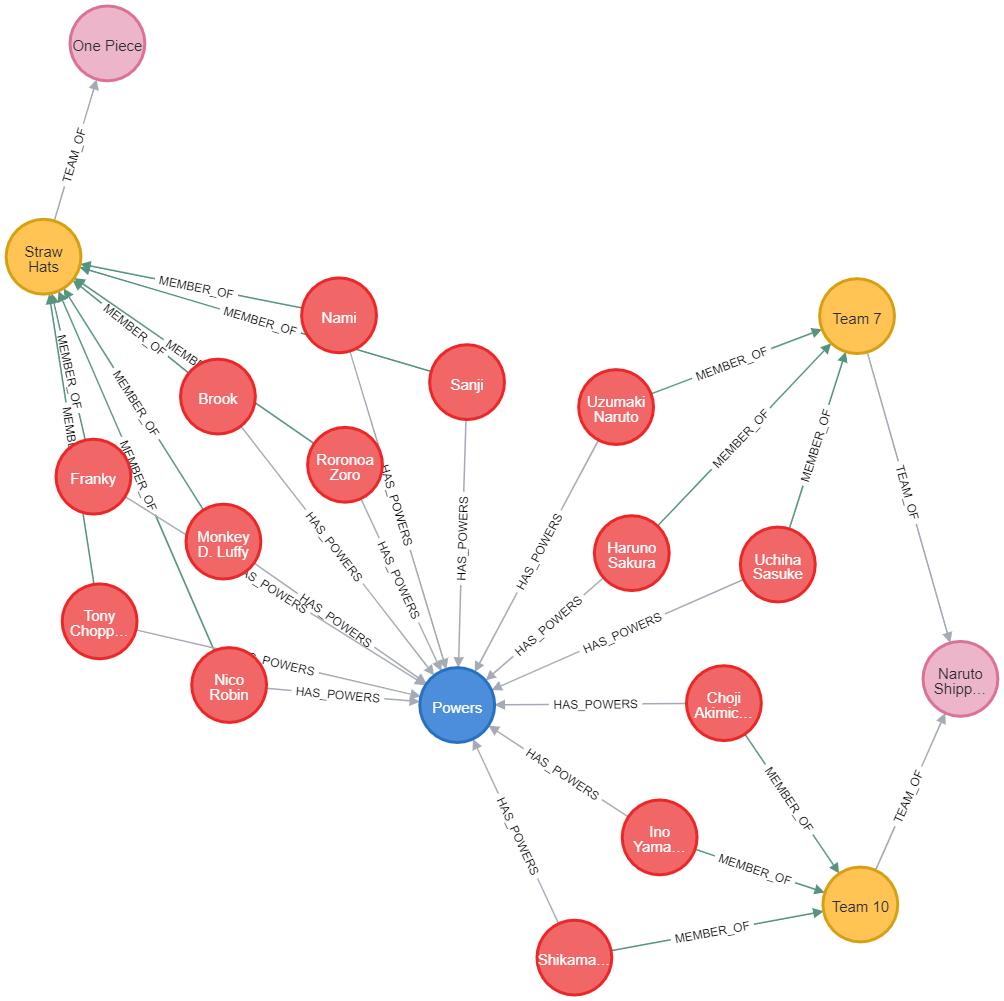 One Piece
TEAM_OF
Straw
Hats
MEMBER_OF
Nami
MEMBER_OF
Sanji
MEMBER_OF
MEMB
Brook
Roronoa
Zoro
MEMBER_OF
MEMBER_OF
MEMB
MEMBER_OF
Franky
Monkey
D. Luffy
Tony
Chopp...
Nico
Robin
HAS_POWERS
HAS_POWERS
HAS_POWERS
HAS_POWERS
S_POWERS
HAS_POWERS
POWERS
HAS_POWERS
Powers
Uzumaki
Naruto
MEMBER_OF
Team 7
Haruno
Sakura
MEMBER_OF
Uchiha
Sasuke
MEMBER_OF
HAS_POWERS
HAS_POWERS
HAS_POWERS
TEAM_OF
Naruto
Shipp...
Choji
Akimic...
HAS_POWERS
MEMBER_OF
Ino
Yama...
HAS_POWERS
MEMBER_OF
TEAM_OF
Team 10
HAS_POWERS
Shikama...
MEMBER_OF